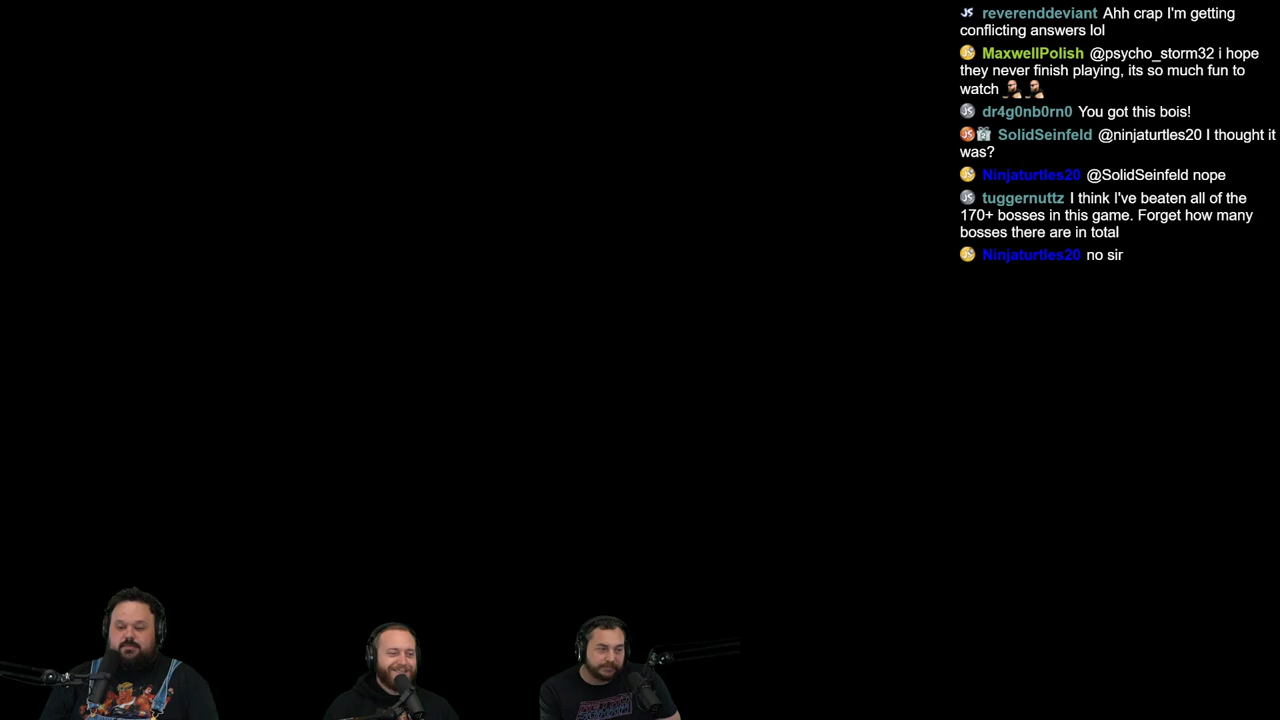 reverenddeviant Ahh crap I'm getting
conflicting answers lol
MaxwellPolish @psycho_storm32 i hope
they never finish playing, its so much fun to
watch
dr4g0nb0rn0 You got this bois!
SolidSeinfeld @ninjaturtles20 I thought it
was?
Ninjaturtles20 @SolidSeinfeld nope
tuggernuttz I think I've beaten all of the
170+ bosses in this game. Forget how many
bosses there are in total
Ninjaturtles20 no sir